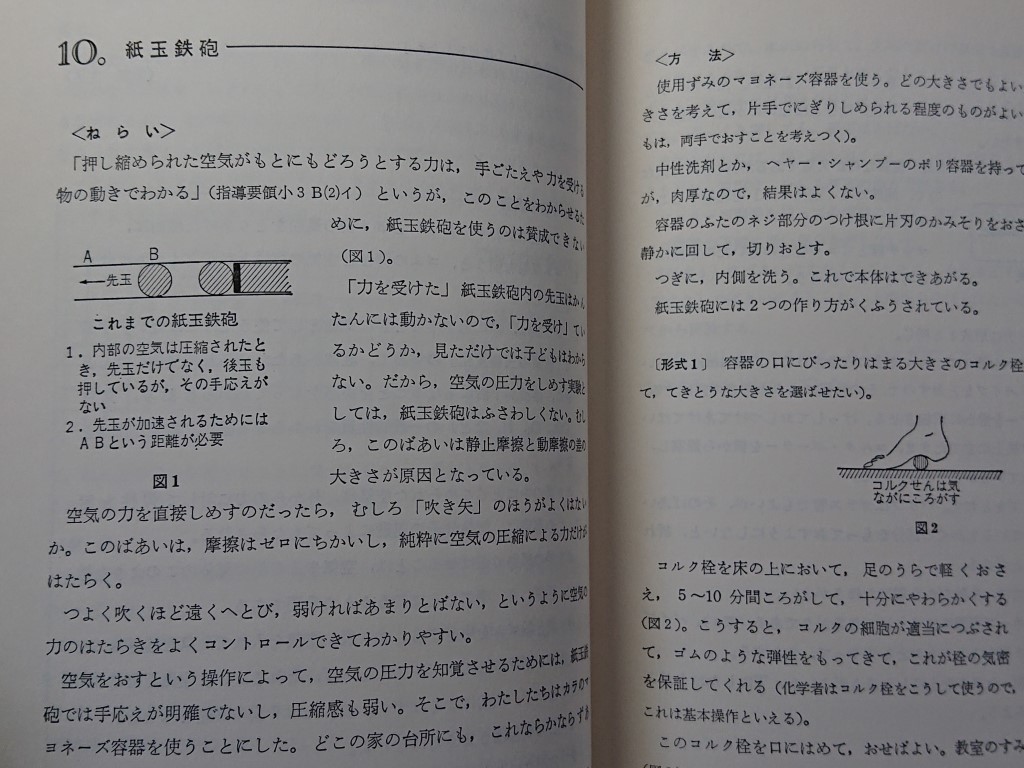 10。 紙玉鉄砲
〈ねらい〉
「押し縮められた空気がもとにもどろうとする力は，手ごたえや力を受ける
物の動きでわかる」（指導要領小3 B(2)イ）というが，このことをわからせるた
めに，紙玉鉄砲を使うのは賛成できない
（図1）。
A B
←先玉
これまでの紙玉鉄砲
1．内部の空気は圧縮されたと
き，先玉だけでなく，後玉も
押しているが，その手応えが
ない
2．先玉が加速されるためには
ABという距離が必要
図1
「力を受けた」紙玉鉄砲内の先玉はかん
たんには動かないので，「力を受け」てい
るかどうか，見ただけでは子どもはわから
ない。だから，空気の圧力をしめす実験と
しては，紙玉鉄砲はふさわしくない。むし
ろ，このばあいは静止摩擦と動摩擦の差の
大きさが原因となっている。
空気の力を直接しめすのだったら，むしろ「吹き矢」のほうがよくはない
か。このばあいは，摩擦はゼロにちかいし，純粋に空気の圧縮による力だけが
はたらく。
つよく吹くほど遠くへとび，弱ければあまりとばない，というように空気の
力のはたらきをよくコントロールできてわかりやすい。
空気をおすという操作によって，空気の圧力を知覚させるためには，紙玉鉄
砲では手応えが明確でないし，圧縮感も弱い。そこで，わたしたちはカラのマ
ヨネーズ容器を使うことにした。どこの家の台所にも，これならかならずあ
〈方 法〉
使用ずみのマヨネーズ容器を使う。どの大きさでもよい
きさを考えて，片手でにぎりしめられる程度のものがよい
もは，両手でおすことを考えつく）。
中性洗剤とか，ヘヤー・シャンプーのポリ容器を持って
が，肉厚なので，結果はよくない。
容器のふたのネジ部分のつけ根に片刃のかみそりをおさ
静かに回して，切りおとす。
つぎに，内側を洗う。これで本体はできあがる。
紙玉鉄砲には2つの作り方がくふうされている。
〔形式1〕 容器の口にぴったりはまる大きさのコルク栓
て，てきとうな大きさを選ばせたい）。
コルクせんは気
ながにころがす
図2
コルク栓を床の上において，足のうらで軽くおさ
え，5～10分間ころがして，十分にやわらかくする
（図2）。こうすると，コルクの細胞が適当につぶされ
て，ゴムのような弾性をもってきて，これが栓の気密
を保証してくれる（化学者はコルク栓をこうして使うので，
これは基本操作といえる）。
このコルク栓を口にはめて，おせばよい。教室のすみ